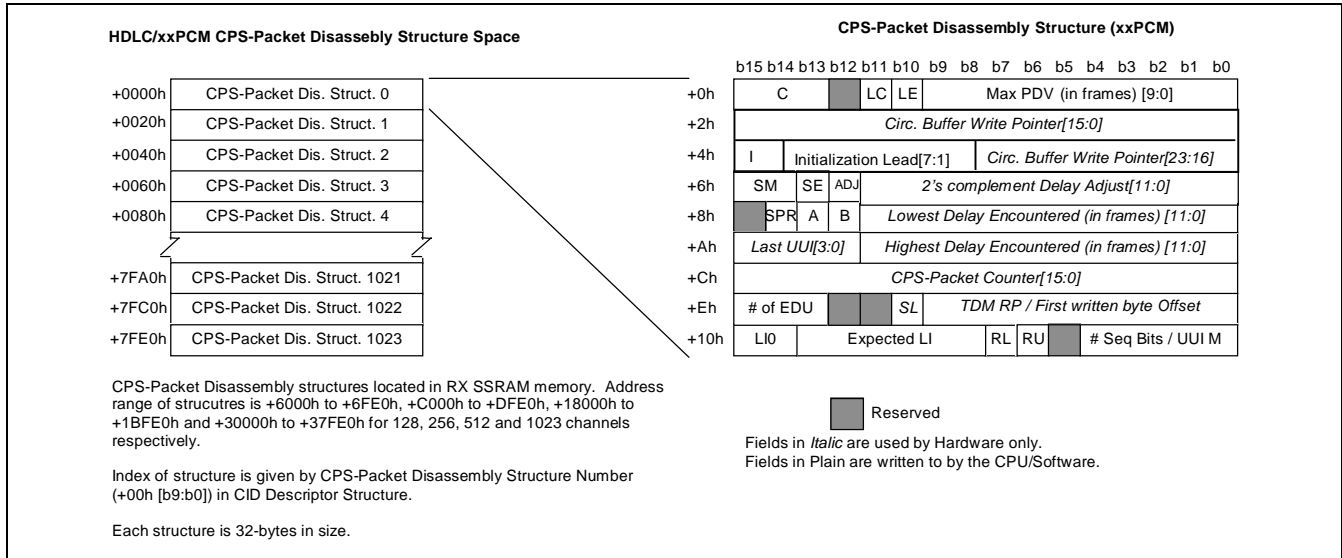 HDLC/xxPCM CPS-Packet Disassebly Structure Space
+0000h CPS-Packet Dis. Struct. 0
+0020h CPS-Packet Dis. Struct. 1
+0040h CPS-Packet Dis. Struct. 2
+0060h CPS-Packet Dis. Struct. 3
+0080h CPS-Packet Dis. Struct. 4
+7FA0h CPS-Packet Dis. Struct. 1021
+7FC0h CPS-Packet Dis. Struct. 1022
+7FE0h CPS-Packet Dis. Struct. 1023
CPS-Packet Disassembly structures located in RX SSRAM memory. Address
range of strucutres is +6000h to +6FE0h, +C000h to +DFE0h, +18000h to
+1BFE0h and +30000h to +37FE0h for 128, 256, 512 and 1023 channels
respectively.
Index of structure is given by CPS-Packet Disassembly Structure Number
(+00h [b9:b0]) in CID Descriptor Structure.
Each structure is 32-bytes in size.
CPS-Packet Disassembly Structure (xxPCM)
b15 b14 b13 b12 b11 b10 b9 b8 b7 b6 b5 b4 b3 b2 b1 b0
+0h C LC LE Max PDV (in frames) [9:0]
+2h Circ. Buffer Write Pointer[15:0]
+4h I Initialization Lead[7:1] Circ. Buffer Write Pointer[23:16]
+6h SM SE ADJ 2's complement Delay Adjust[11:0]
+8h SPR A B Lowest Delay Encountered (in frames) [11:0]
+Ah Last UUI[3:0] Highest Delay Encountered (in frames) [11:0]
+Ch CPS-Packet Counter[15:0]
+Eh # of EDU SL TDM RP / First written byte Offset
+10h LI0 Expected LI RL RU # Seq Bits / UUI M
Reserved
Fields in Italic are used by Hardware only.
Fields in Plain are written to by the CPU/Software.